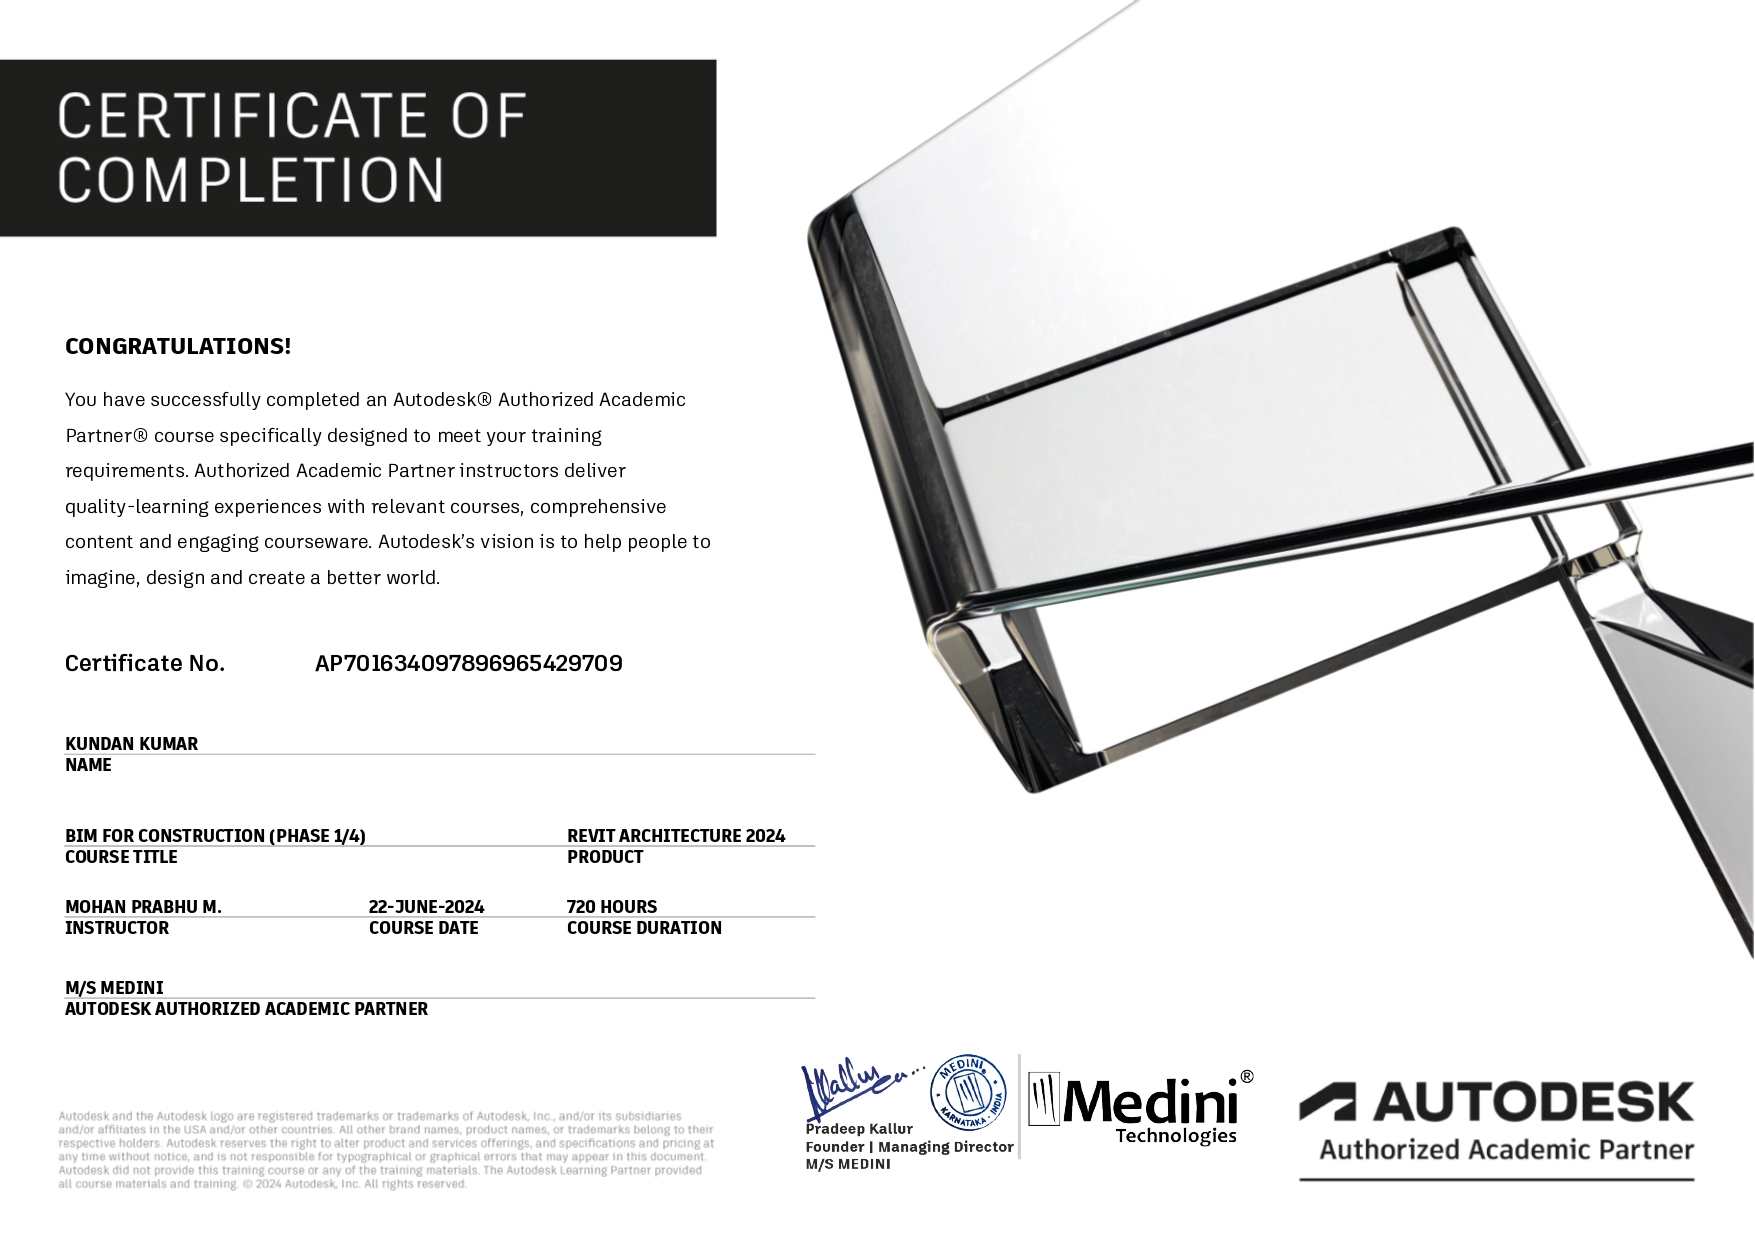 CERTIFICATE OF
COMPLETION
CONGRATULATIONS!
You have successfully completed an Autodesk® Authorized Academic
Partner® course specifically designed to meet your training
requirements. Authorized Academic Partner instructors deliver
quality-learning experiences with relevant courses, comprehensive
content and engaging courseware. Autodesk's vision is to help people to
imagine, design and create a better world.
Certificate No. AP701634097896965429709
KUNDAN KUMAR
NAME
BIM FOR CONSTRUCTION (PHASE 1/4) REVIT ARCHITECTURE 2024
COURSE TITLE PRODUCT
MOHAN PRABHU M. 22-JUNE-2024 720 HOURS
INSTRUCTOR COURSE DATE COURSE DURATION
M/S MEDINI
AUTODESK AUTHORIZED ACADEMIC PARTNER
Autodesk and the Autodesk logo are registered trademarks or trademarks of Autodesk, Inc., and/or its subsidiaries
and/or affiliates in the USA and/or other countries. All other brand names, product names, or trademarks belong to their
respective holders. Autodesk reserves the right to alter product and services offerings, and specifications and pricing at
any time without notice, and is not responsible for typographical or graphical errors that may appear in this document.
Autodesk did not provide this training course or any of the training materials. The Autodesk Learning Partner provided
all course materials and training. © 2024 Autodesk, Inc. All rights reserved.
MEDINI
KARNATAKA - INDIA
Pradeep Kallur
Founder | Managing Director
M/S MEDINI
Medini®
Technologies
AUTODESK
Authorized Academic Partner